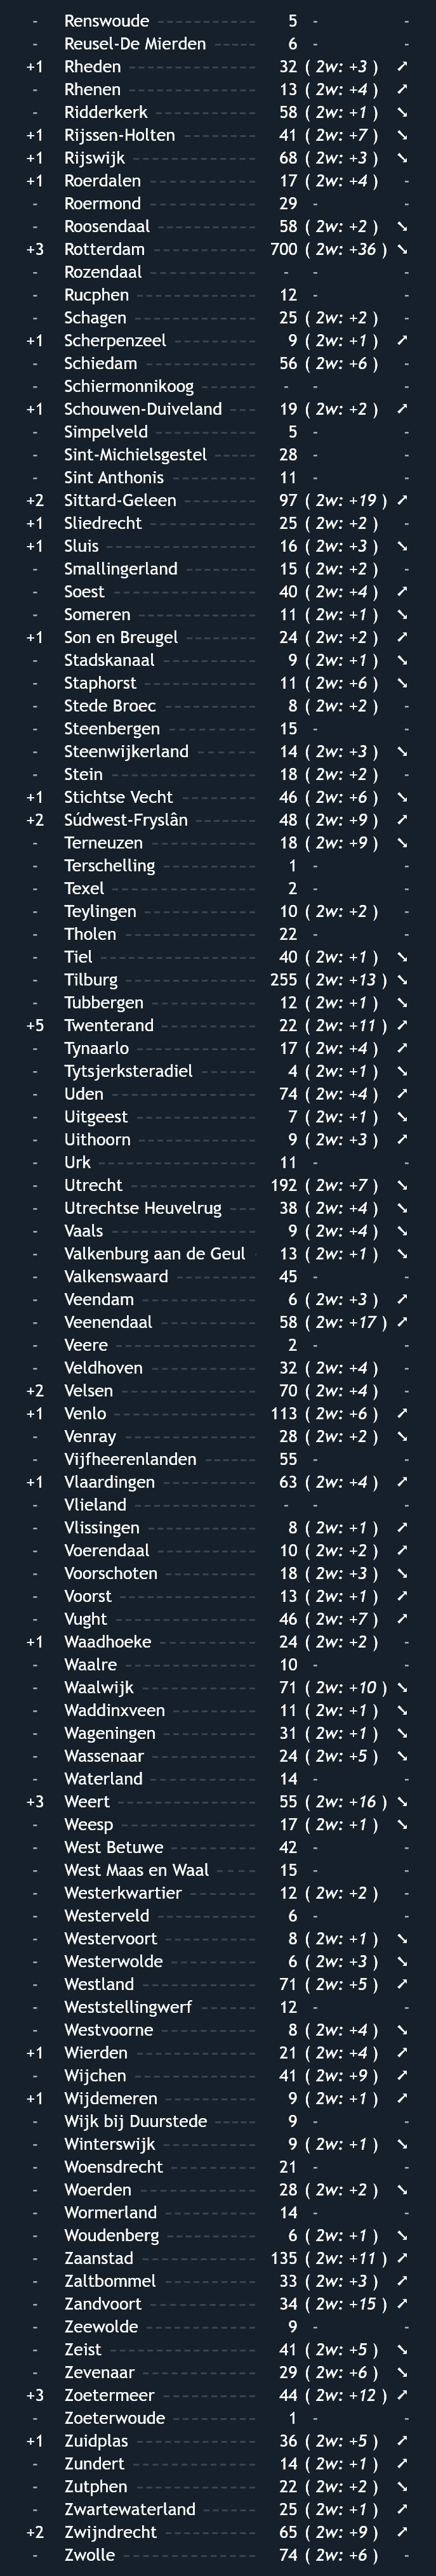 - Renswoude 5 - -
- Reusel-De Mierden 6 - -
+1 Rheden 32 ( 2w: +3 ) ➚
- Rhenen 13 ( 2w: +4 ) ➚
- Ridderkerk 58 ( 2w: +1 ) ➘
+1 Rijssen-Holten 41 ( 2w: +7 ) ➘
+1 Rijswijk 68 ( 2w: +3 ) ➘
+1 Roerdalen 17 ( 2w: +4 ) -
- Roermond 29 - -
- Roosendaal 58 ( 2w: +2 ) ➘
+3 Rotterdam 700 ( 2w: +36 ) ➘
- Rozendaal - - -
- Rucphen 12 - -
- Schagen 25 ( 2w: +2 ) -
+1 Scherpenzeel 9 ( 2w: +1 ) ➚
- Schiedam 56 ( 2w: +6 ) -
- Schiermonnikoog - - -
+1 Schouwen-Duiveland 19 ( 2w: +2 ) ➚
- Simpelveld 5 - -
- Sint-Michielsgestel 28 - -
- Sint Anthonis 11 - -
+2 Sittard-Geleen 97 ( 2w: +19 ) ➚
+1 Sliedrecht 25 ( 2w: +2 ) -
+1 Sluis 16 ( 2w: +3 ) ➘
- Smallingerland 15 ( 2w: +2 ) -
- Soest 40 ( 2w: +4 ) ➚
- Someren 11 ( 2w: +1 ) ➘
+1 Son en Breugel 24 ( 2w: +2 ) ➚
- Stadskanaal 9 ( 2w: +1 ) ➘
- Staphorst 11 ( 2w: +6 ) ➘
- Stede Broec 8 ( 2w: +2 ) -
- Steenbergen 15 - -
- Steenwijkerland 14 ( 2w: +3 ) ➘
- Stein 18 ( 2w: +2 ) -
+1 Stichtse Vecht 46 ( 2w: +6 ) ➘
+2 Súdwest-Fryslân 48 ( 2w: +9 ) ➚
- Terneuzen 18 ( 2w: +9 ) ➘
- Terschelling 1 - -
- Texel 2 - -
- Teylingen 10 ( 2w: +2 ) -
- Tholen 22 - -
- Tiel 40 ( 2w: +1 ) ➘
- Tilburg 255 ( 2w: +13 ) ➘
- Tubbergen 12 ( 2w: +1 ) ➘
+5 Twenterand 22 ( 2w: +11 ) ➚
- Tynaarlo 17 ( 2w: +4 ) ➚
- Tytsjerksteradiel 4 ( 2w: +1 ) ➘
- Uden 74 ( 2w: +4 ) ➚
- Uitgeest 7 ( 2w: +1 ) ➘
- Uithoorn 9 ( 2w: +3 ) ➚
- Urk 11 - -
- Utrecht 192 ( 2w: +7 ) ➘
- Utrechtse Heuvelrug 38 ( 2w: +4 ) ➘
- Vaals 9 ( 2w: +4 ) ➘
- Valkenburg aan de Geul 13 ( 2w: +1 ) ➘
- Valkenswaard 45 - -
- Veendam 6 ( 2w: +3 ) ➚
- Veenendaal 58 ( 2w: +17 ) ➚
- Veere 2 - -
- Veldhoven 32 ( 2w: +4 ) -
+2 Velsen 70 ( 2w: +4 ) -
+1 Venlo 113 ( 2w: +6 ) ➚
- Venray 28 ( 2w: +2 ) ➘
- Vijfheerenlanden 55 - -
+1 Vlaardingen 63 ( 2w: +4 ) ➚
- Vlieland - - -
- Vlissingen 8 ( 2w: +1 ) ➚
- Voerendaal 10 ( 2w: +2 ) ➚
- Voorschoten 18 ( 2w: +3 ) ➘
- Voorst 13 ( 2w: +1 ) ➚
- Vught 46 ( 2w: +7 ) ➚
+1 Waadhoeke 24 ( 2w: +2 ) -
- Waalre 10 - -
- Waalwijk 71 ( 2w: +10 ) ➘
- Waddinxveen 11 ( 2w: +1 ) ➘
- Wageningen 31 ( 2w: +1 ) ➘
- Wassenaar 24 ( 2w: +5 ) ➘
- Waterland 14 - -
+3 Weert 55 ( 2w: +16 ) ➘
- Weesp 17 ( 2w: +1 ) ➘
- West Betuwe 42 - -
- West Maas en Waal 15 - -
- Westerkwartier 12 ( 2w: +2 ) -
- Westerveld 6 - -
- Westervoort 8 ( 2w: +1 ) ➘
- Westerwolde 6 ( 2w: +3 ) ➘
- Westland 71 ( 2w: +5 ) ➚
- Weststellingwerf 12 - -
- Westvoorne 8 ( 2w: +4 ) ➘
+1 Wierden 21 ( 2w: +4 ) ➚
- Wijchen 41 ( 2w: +9 ) ➚
+1 Wijdemeren 9 ( 2w: +1 ) ➚
- Wijk bij Duurstede 9 - -
- Winterswijk 9 ( 2w: +1 ) ➘
- Woensdrecht 21 - -
- Woerden 28 ( 2w: +2 ) ➘
- Wormerland 14 - -
- Woudenberg 6 ( 2w: +1 ) ➘
- Zaanstad 135 ( 2w: +11 ) ➚
- Zaltbommel 33 ( 2w: +3 ) ➚
- Zandvoort 34 ( 2w: +15 ) ➚
- Zeewolde 9 - -
- Zeist 41 ( 2w: +5 ) ➘
- Zevenaar 29 ( 2w: +6 ) ➘
+3 Zoetermeer 44 ( 2w: +12 ) ➚
- Zoeterwoude 1 - -
+1 Zuidplas 36 ( 2w: +5 ) ➚
- Zundert 14 ( 2w: +1 ) ➚
- Zutphen 22 ( 2w: +2 ) ➘
- Zwartewaterland 25 ( 2w: +1 ) ➚
+2 Zwijndrecht 65 ( 2w: +9 ) ➚
- Zwolle 74 ( 2w: +6 ) -